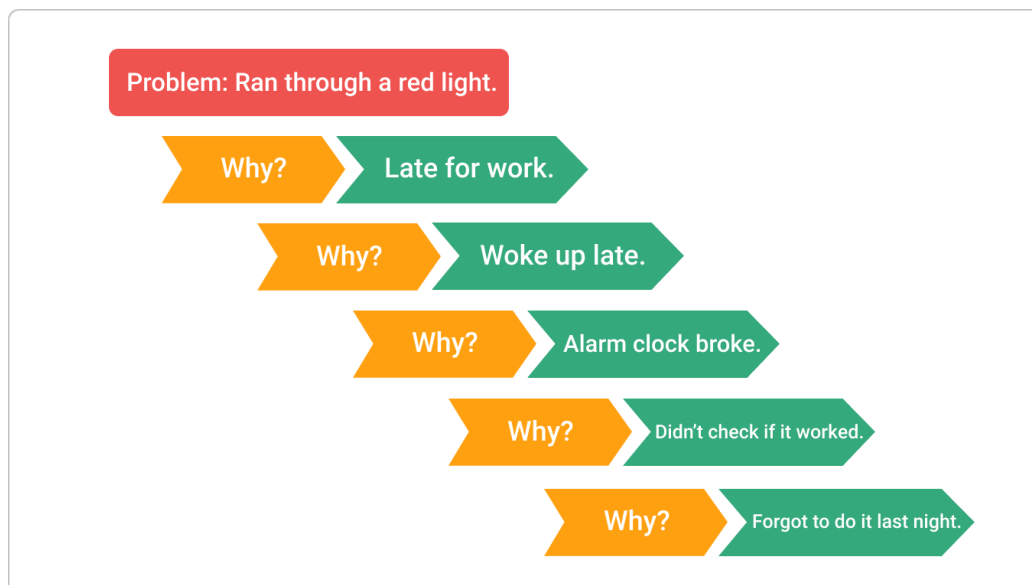 Problem: Ran through a red light.
Why? Late for work.
Why? Woke up late.
Why? Alarm clock broke.
Why? Didn’t check if it worked.
Why? Forgot to do it last night.